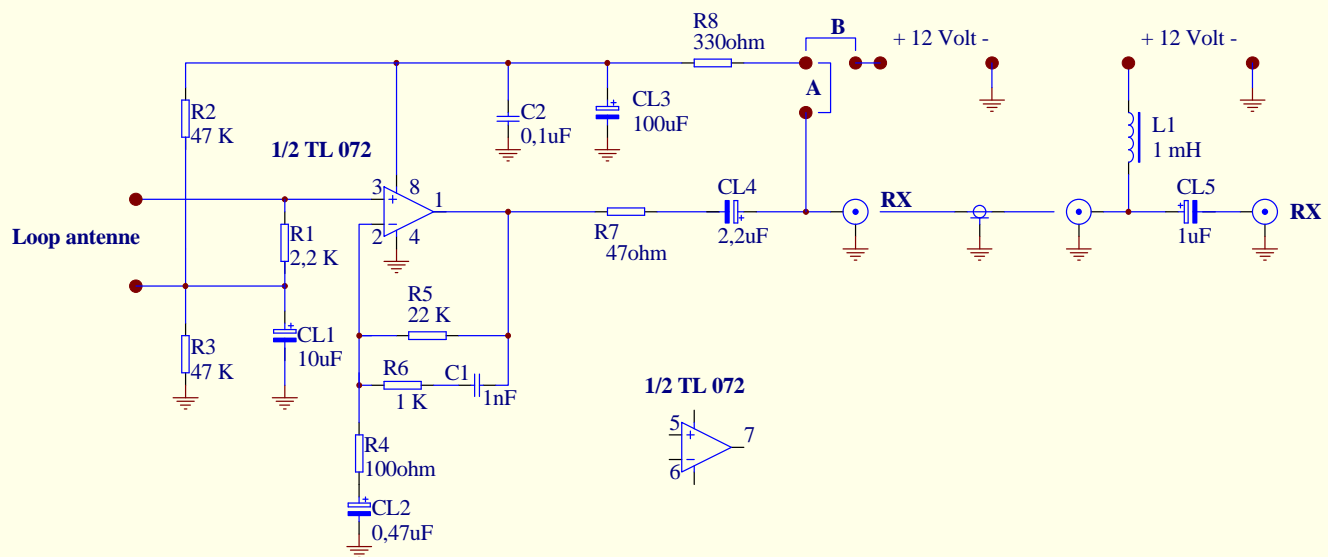 R8
330ohm
B
+ 12 Volt -
+ 12 Volt -
A
R2
47 K
C2
0,1uF
+
CL3
100uF
L1
1 mH
1/2 TL 072
3
+
8
1
−
2
4
Loop antenne
R1
2,2 K
R7
47ohm
CL4
+
2,2uF
RX
CL5
+
1uF
RX
R5
22 K
R3
47 K
+
CL1
10uF
R6
1 K
C1
1nF
1/2 TL 072
5
+
7
−
6
R4
100ohm
+
CL2
0,47uF